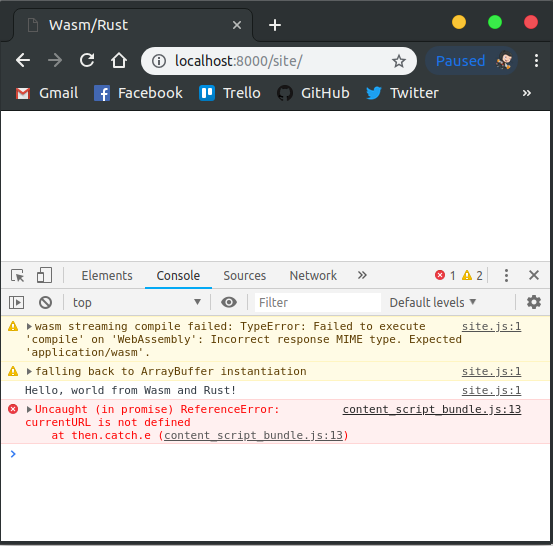 Wasm/Rust
localhost:8000/site/
Paused
Gmail Facebook Trello GitHub Twitter »
Elements Console Sources Network » 1 2
top Filter Default levels
wasm streaming compile failed: TypeError: Failed to execute site.js:1
'compile' on 'WebAssembly': Incorrect response MIME type. Expected
'application/wasm'.
falling back to ArrayBuffer instantiation site.js:1
Hello, world from Wasm and Rust! site.js:1
Uncaught (in promise) ReferenceError: content_script_bundle.js:13
currentURL is not defined
at then.catch.e (content_script_bundle.js:13)